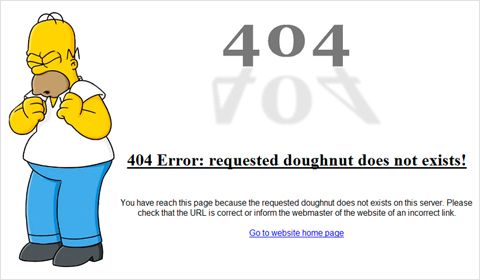 404
404 Error: requested doughnut does not exists!
You have reach this page because the requested doughnut does not exists on this server. Please
check that the URL is correct or inform the webmaster of the website of an incorrect link.
Go to website home page